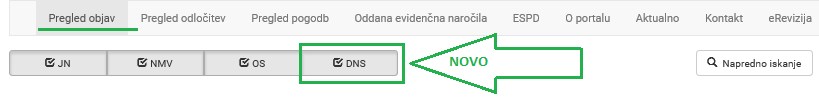 Pregled objav Pregled odločitev Pregled pogodb Oddana evidenčna naročila ESPD O portalu Aktualno Kontakt eRevizija
JN NMV OS DNS NOVO Napredno iskanje